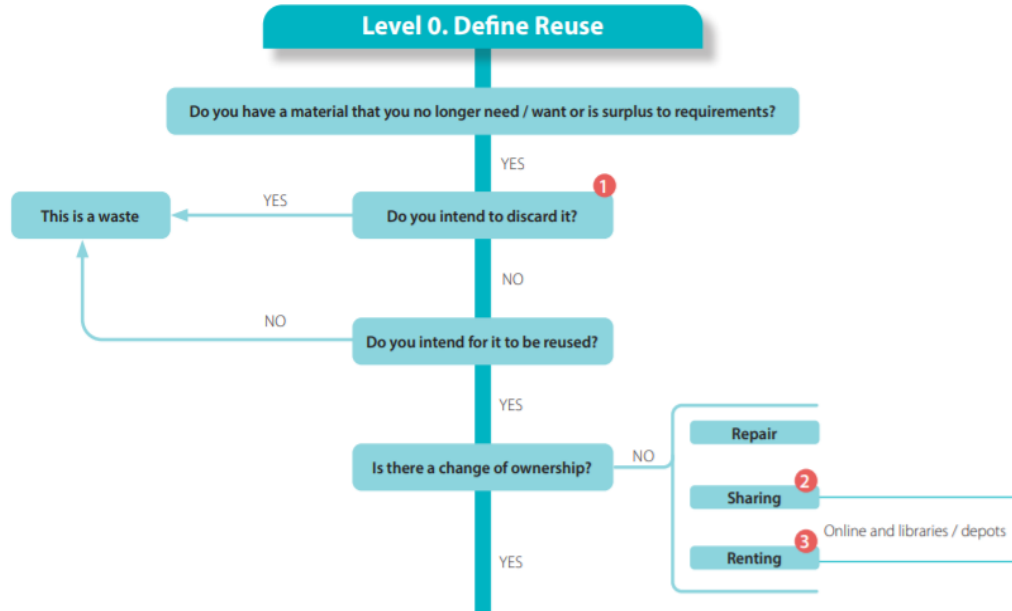 Level 0. Define Reuse
Do you have a material that you no longer need / want or is surplus to requirements?
YES
1
This is a waste
YES
Do you intend to discard it?
NO
NO
Do you intend for it to be reused?
YES
Is there a change of ownership?
NO
Repair
2
Sharing
Online and libraries / depots
3
Renting
YES